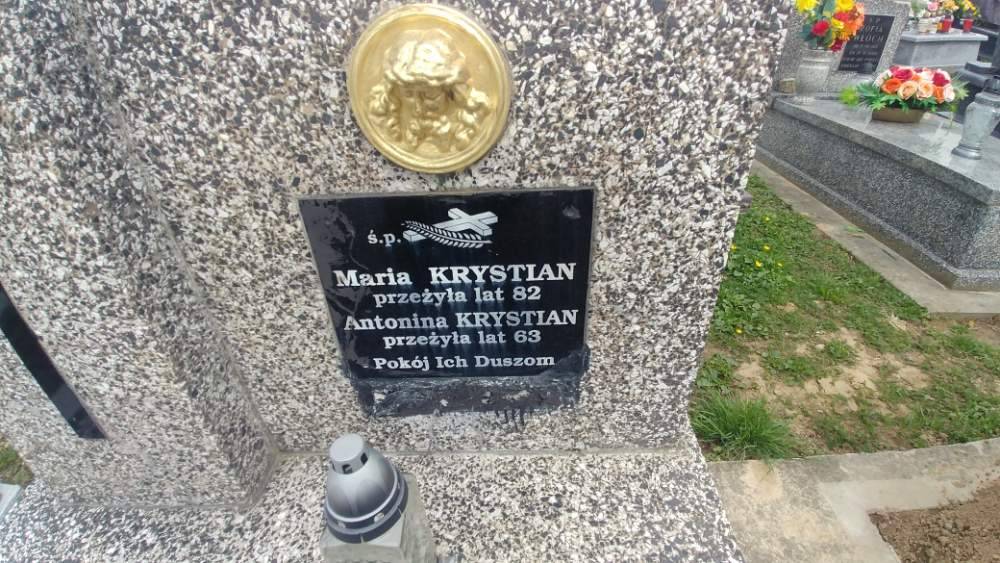 ś.p.
Maria KRYSTIAN
przeżyła lat 82
Antonina KRYSTIAN
przeżyła lat 63
Pokój Ich Duszom